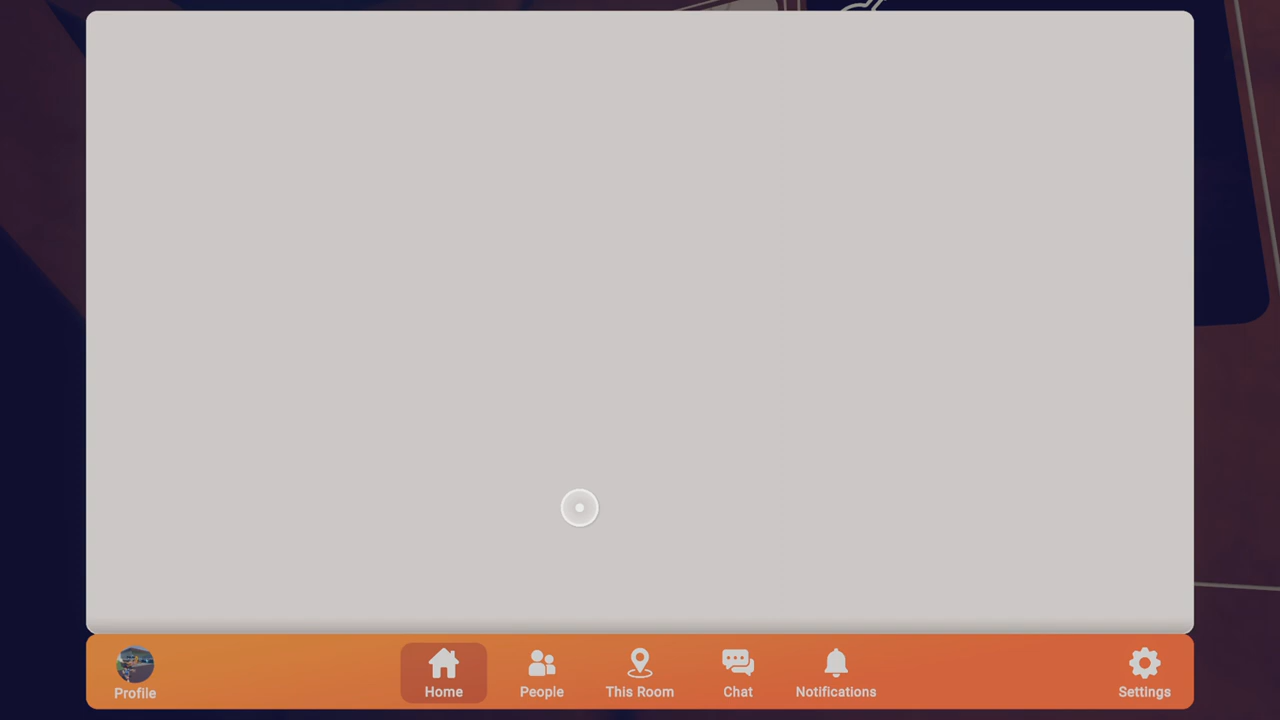 Profile
Home
People
This Room
Chat
Notifications
Settings